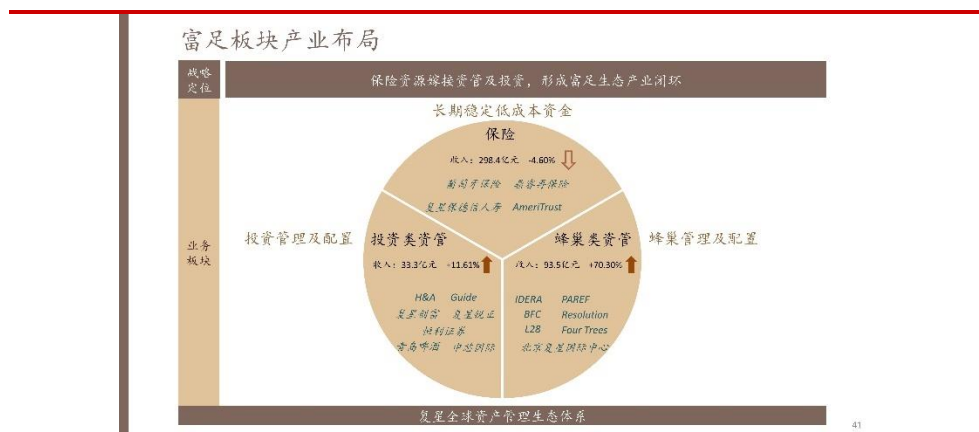 富足板块产业布局
战略
定位
保险资源嫁接资管及投资，形成富足生态产业闭环
长期稳定低成本资金
保险
收入：298.4亿元 -4.60%
葡萄牙保险 鼎睿再保险
复星保德信人寿 AmeriTrust
业务
板块
投资管理及配置
投资类资管
收入：33.3亿元 +11.61%
H&A Guide
复星创富 复星锐正
恒利证券
青岛啤酒 中芯国际
蜂巢类资管
蜂巢管理及配置
收入：93.5亿元 +70.30%
IDERA PAREF
BFC Resolution
L28 Four Trees
北京复星国际中心
复星全球资产管理生态体系
41